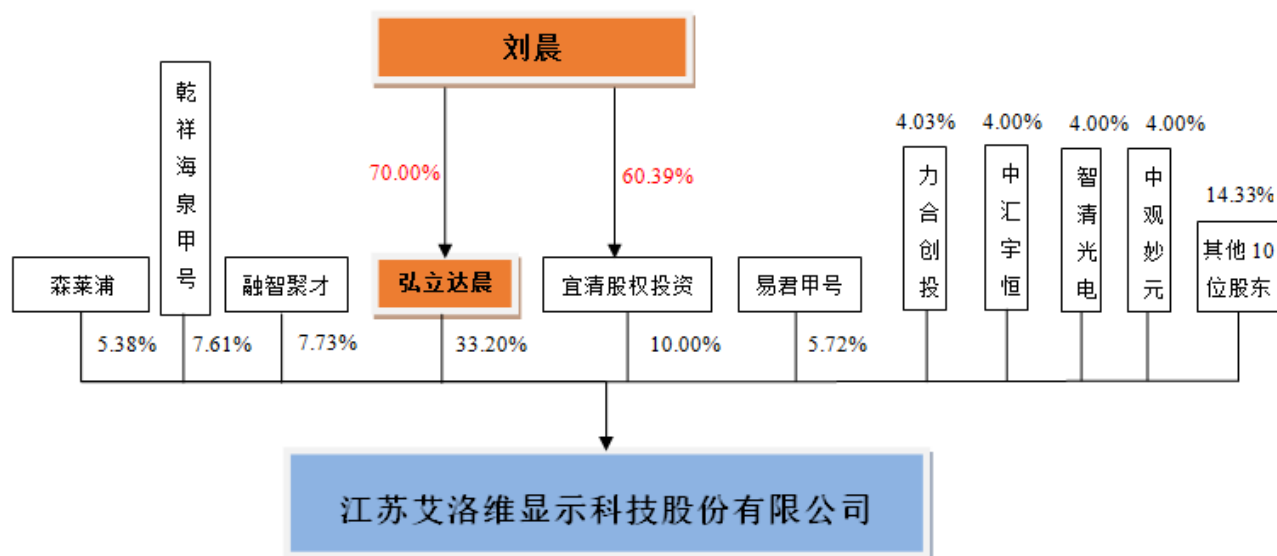 刘晨
70.00%
60.39%
4.03%
4.00%
4.00%
4.00%
14.33%
森莱浦
乾祥海泉甲号
融智聚才
弘立达晨
宜清股权投资
易君甲号
力合创投
中汇宇恒
智清光电
中观妙元
其他10
位股东
5.38%
7.61%
7.73%
33.20%
10.00%
5.72%
江苏艾洛维显示科技股份有限公司